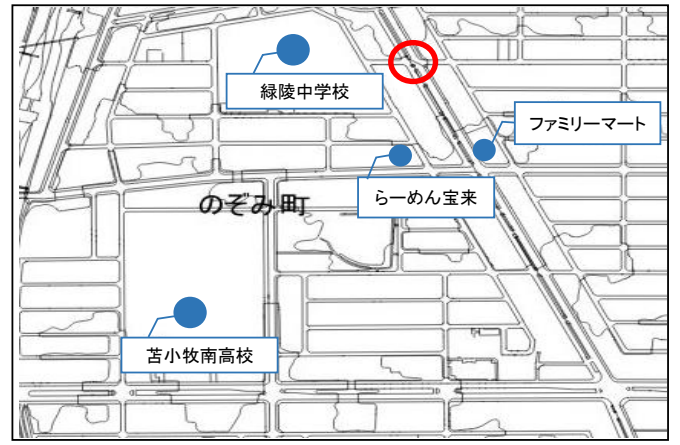 緑陵中学校
ファミリーマート
らーめん宝来
のぞみ町
苫小牧南高校